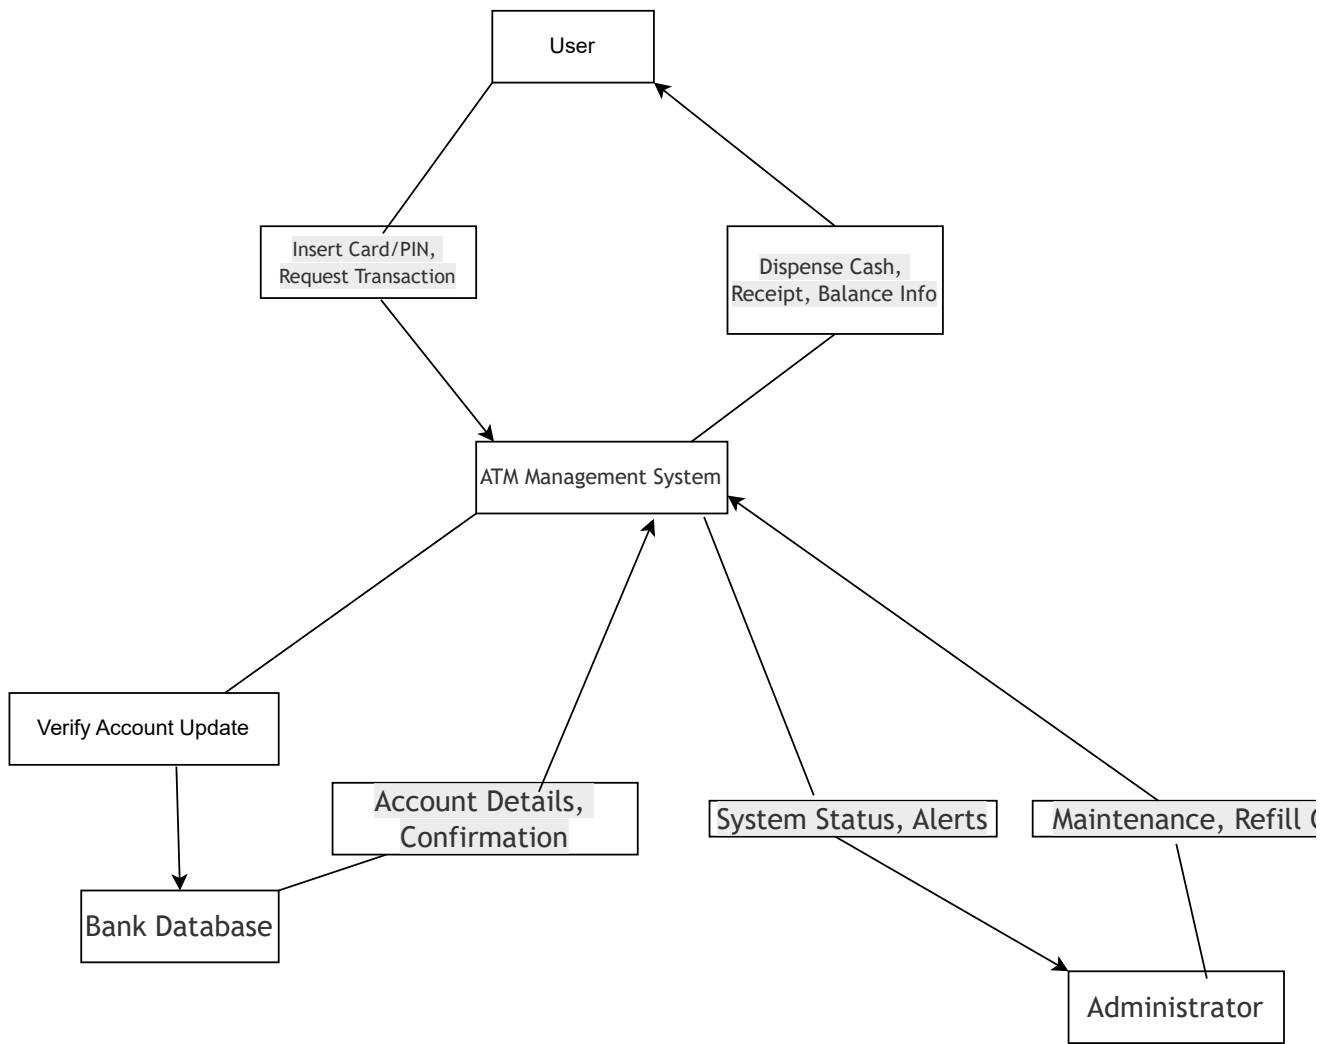 User
Insert Card/PIN,
Request Transaction
Dispense Cash,
Receipt, Balance Info
ATM Management System
Verify Account Update
Account Details,
Confirmation
System Status, Alerts
Maintenance, Refill
Bank Database
Administrator